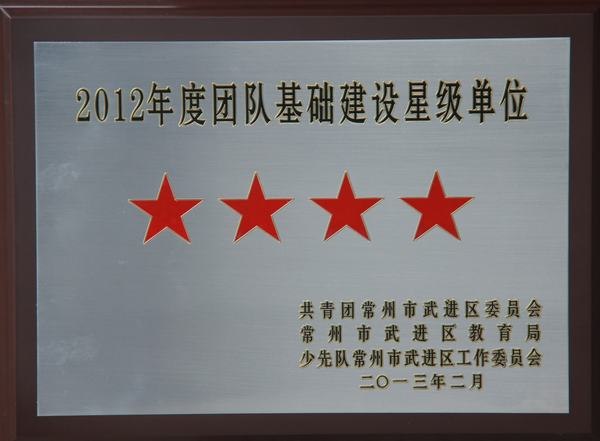 2012年度团队基础建设星级单位
共青团常州市武进区委员会
常州市武进区教育局
少先队常州市武进区工作委员会
二〇一三年二月